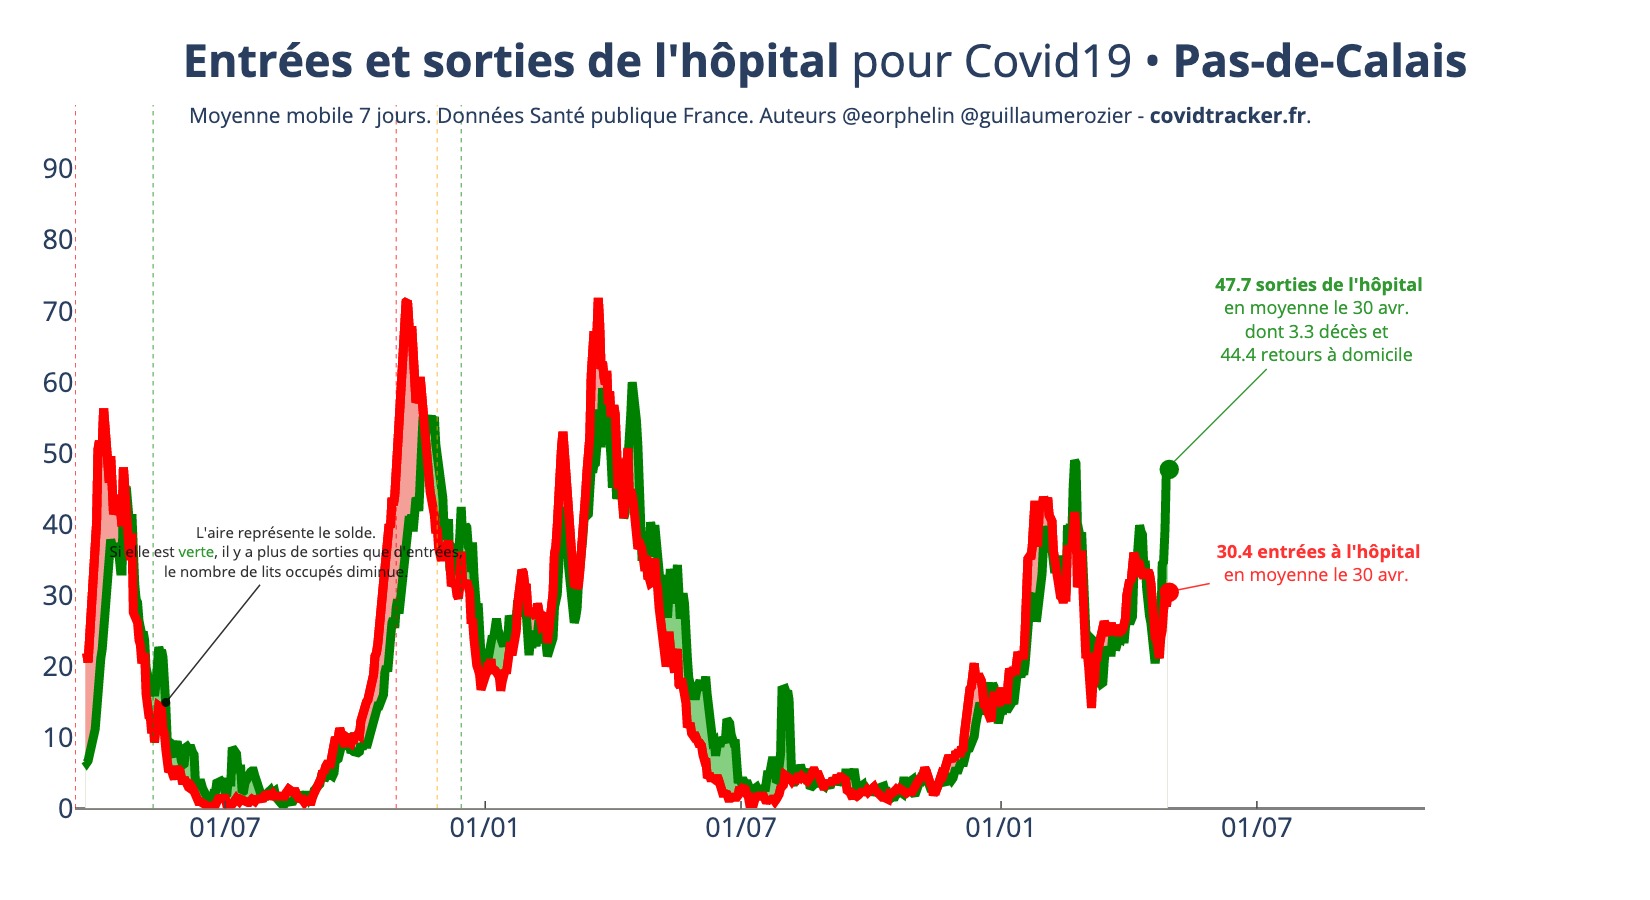 Entrées et sorties de l'hôpital pour Covid19 • Pas-de-Calais
Moyenne mobile 7 jours. Données Santé publique France. Auteurs @eorphelin @guillaumerozier - covidtracker.fr.
90
80
70
60
50
40
30
20
10
0
47.7 sorties de l'hôpital
en moyenne le 30 avr.
dont 3.3 décès et
44.4 retours à domicile
L'aire représente le solde.
Si elle est verte, il y a plus de sorties que d'entrées,
le nombre de lits occupés diminue.
30.4 entrées à l'hôpital
en moyenne le 30 avr.
01/07
01/01
01/07
01/01
01/07